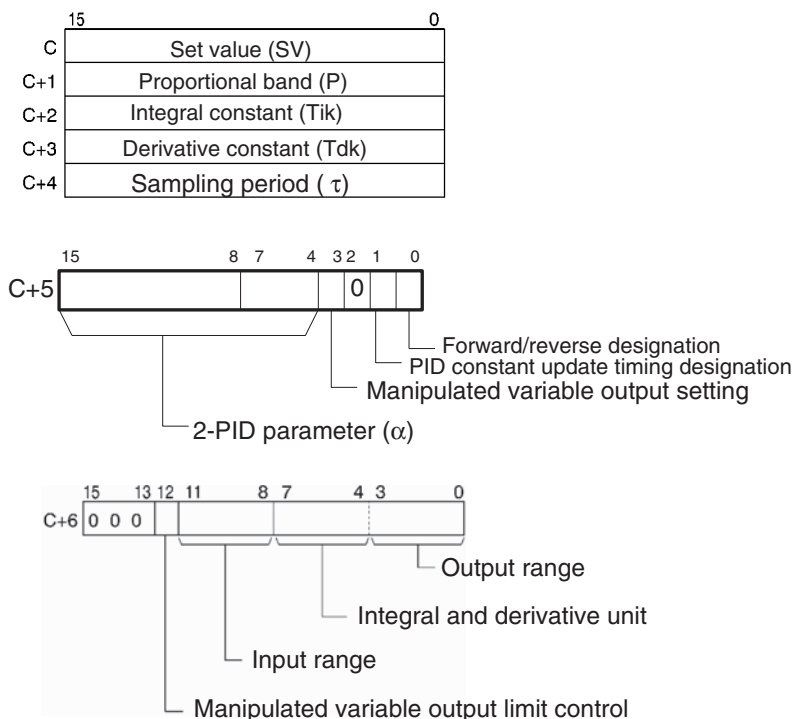 15 0
C Set value (SV)
C+1 Proportional band (P)
C+2 Integral constant (Tik)
C+3 Derivative constant (Tdk)
C+4 Sampling period ( τ)
15 8 7 4 3 2 1 0
C+5 0
Forward/reverse designation
PID constant update timing designation
Manipulated variable output setting
2-PID parameter (α)
15 13 12 11 8 7 4 3 0
C+6 0 0 0
Output range
Integral and derivative unit
Input range
Manipulated variable output limit control